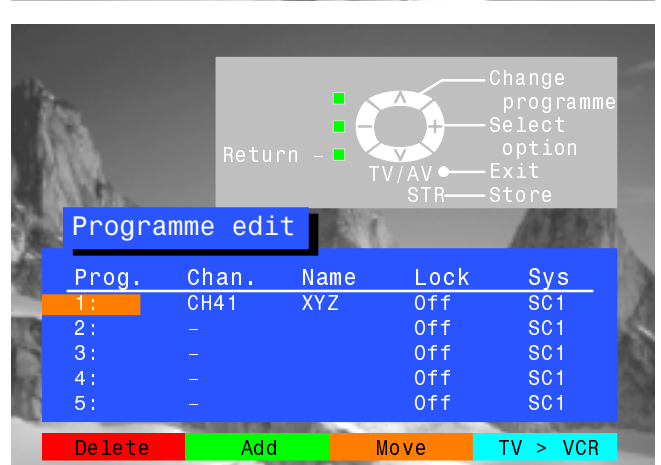 Change
programme
Select
option
Return
TV/AV
Exit
STR
Store
Programme edit
Prog. Chan. Name Lock Sys
1: CH41 XYZ Off SC1
2: – Off SC1
3: – Off SC1
4: – Off SC1
5: – Off SC1
Delete Add Move TV > VCR